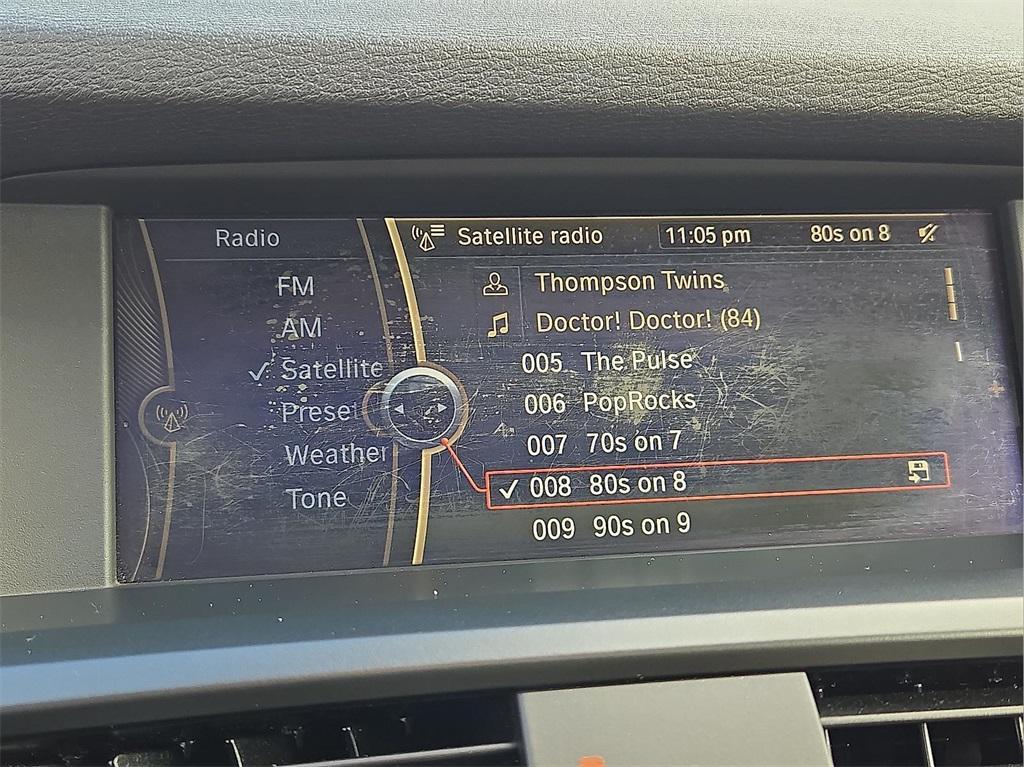 Radio
FM
AM
Satellite
Prese
Weather
Tone
Satellite radio 11:05 pm 80s on 8
Thompson Twins
Doctor! Doctor! (84)
005 The Pulse
006 PopRocks
007 70s on 7
008 80s on 8
009 90s on 9